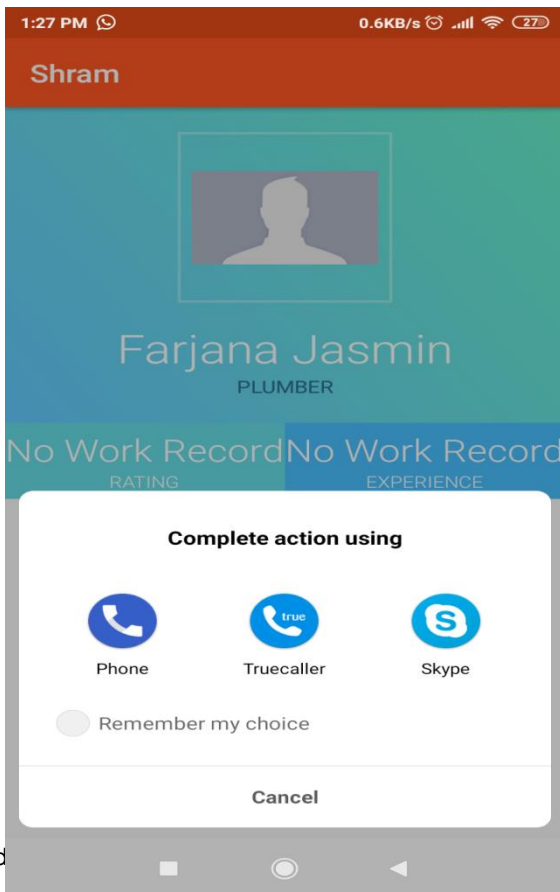 1:27 PM 0.6KB/s 27
Shram
Farjana Jasmin
PLUMBER
No Work Record No Work Record
RATING EXPERIENCE
Complete action using
true S
Phone Truecaller Skype
Remember my choice
Cancel